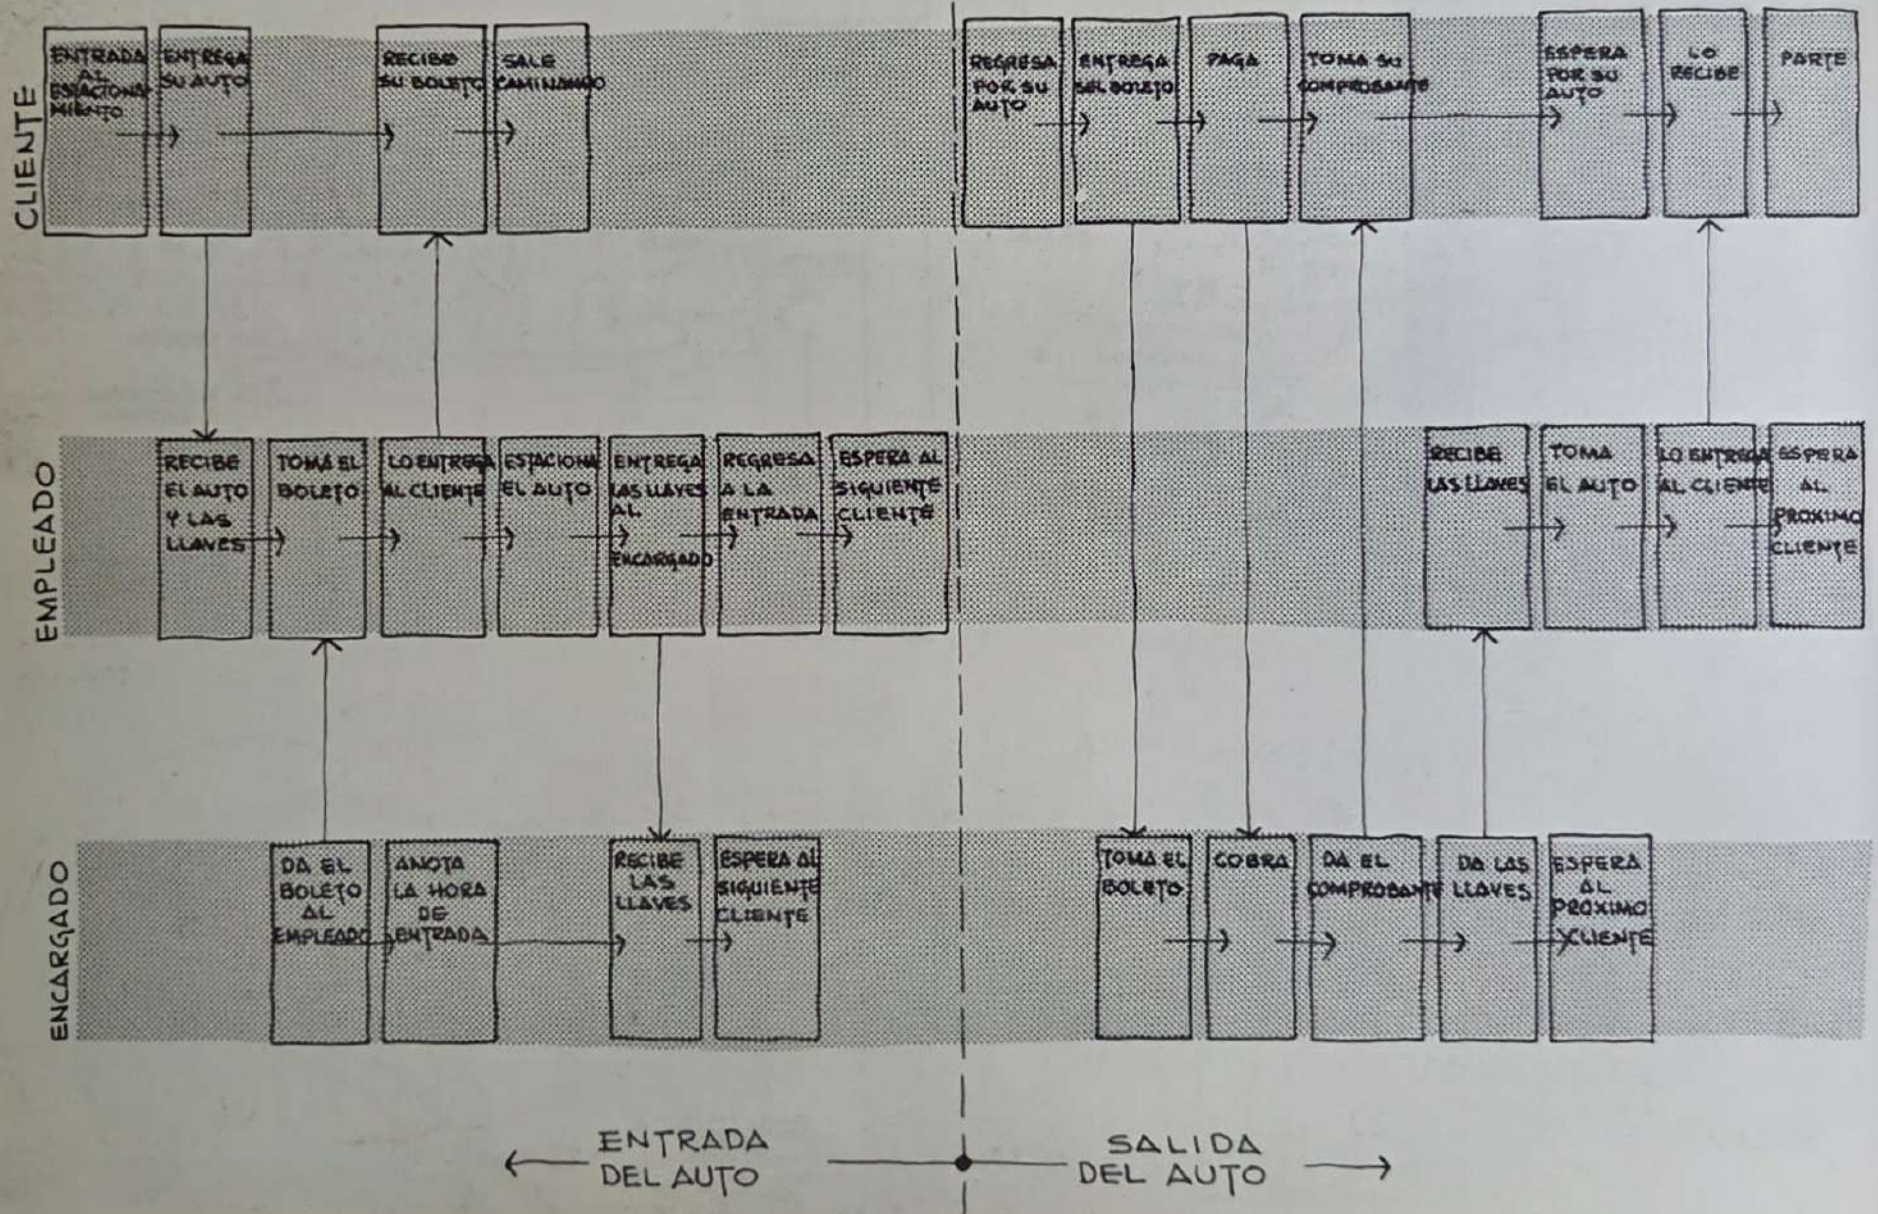 CLIENTE
ENTRADA
AL
ESTACIONA-
MIENTO
ENTREGA
SU AUTO
RECIBE
SU BOLETO
SALE
CAMINANDO
REGRESA
POR SU
AUTO
ENTREGA
SEL BOLETO
PAGA
TOMA SU
COMPROBANTE
ESPERA
POR SU
AUTO
LO
RECIBE
PARTE
EMPLEADO
RECIBE
EL AUTO
Y LAS
LLAVES
TOMA EL
BOLETO
LO ENTREGA
AL CLIENTE
ESTACIONA
EL AUTO
ENTREGA
LAS LLAVES
AL
ENCARGADO
REGRESA
A LA
ENTRADA
ESPERA AL
SIGUIENTE
CLIENTE
RECIBE
LAS LLAVES
TOMA
EL AUTO
LO ENTREGA
AL CLIENTE
ESPERA
AL
PROXIMO
CLIENTE
ENCARGADO
DA EL
BOLETO
AL
EMPLEADO
ANOTA
LA HORA
DE
ENTRADA
RECIBE
LAS
LLAVES
ESPERA AL
SIGUIENTE
CLIENTE
TOMA EL
BOLETO
COBRA
DA EL
COMPROBANTE
DA LAS
LLAVES
ESPERA
AL
PROXIMO
CLIENTE
ENTRADA
DEL AUTO
SALIDA
DEL AUTO